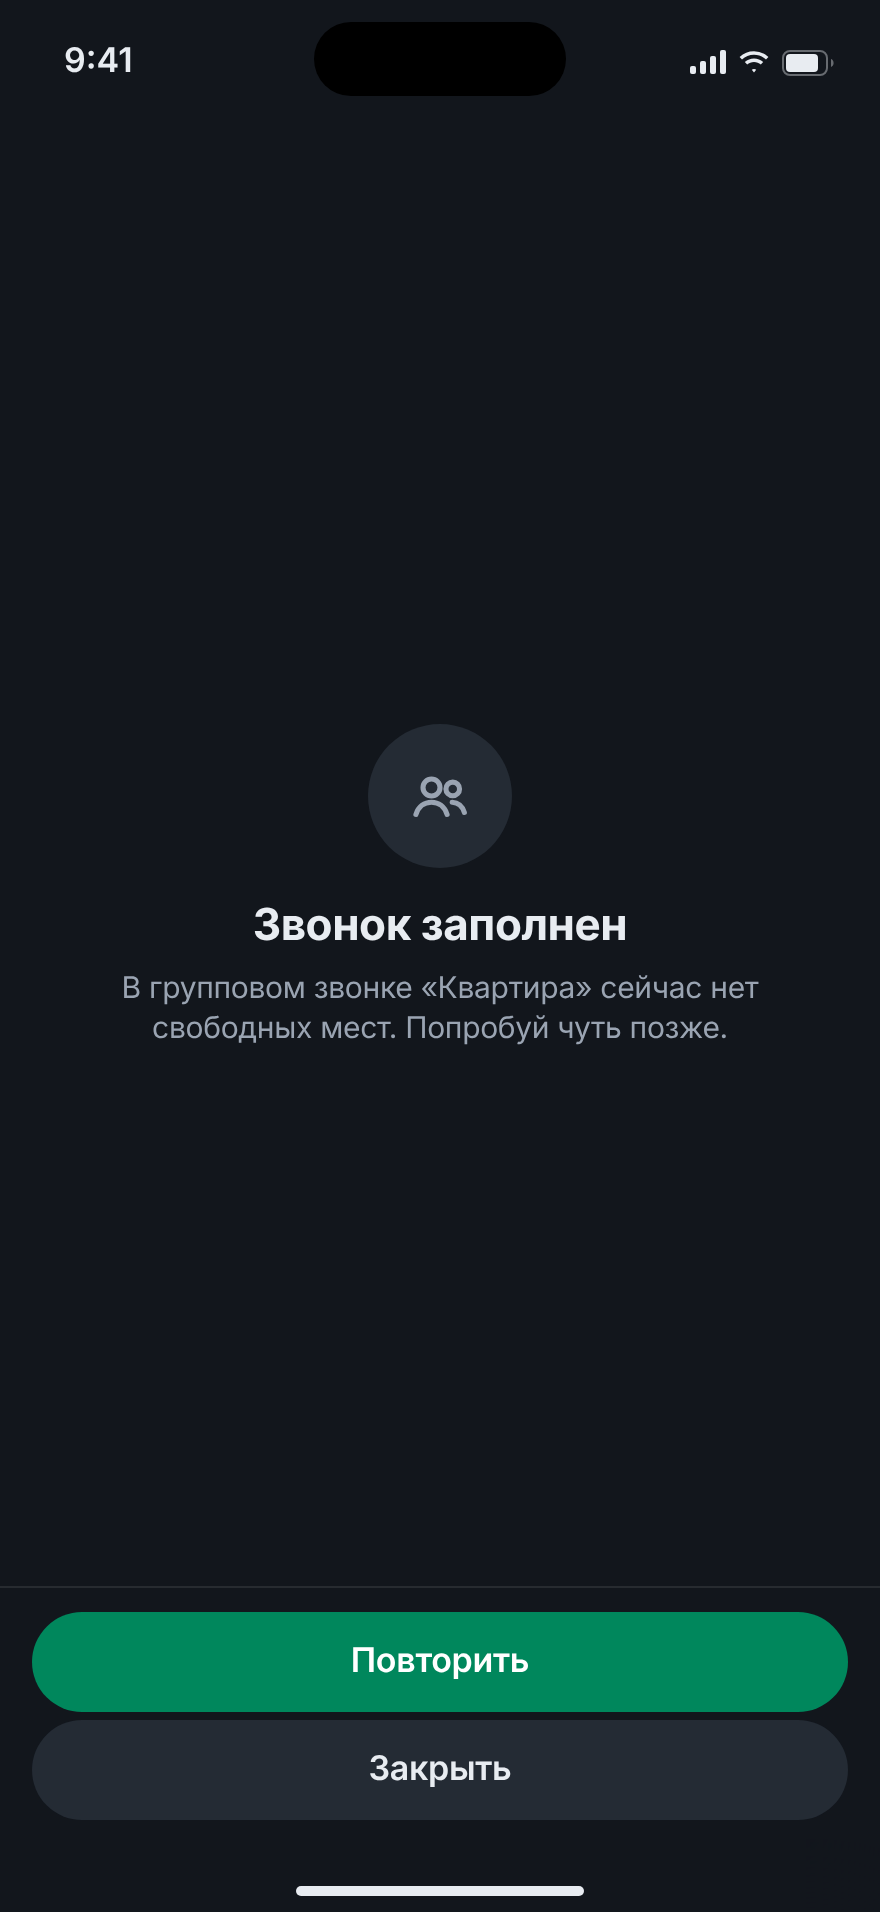 9:41
Звонок заполнен
В групповом звонке «Квартира» сейчас нет
свободных мест. Попробуй чуть позже.
Повторить
Закрыть